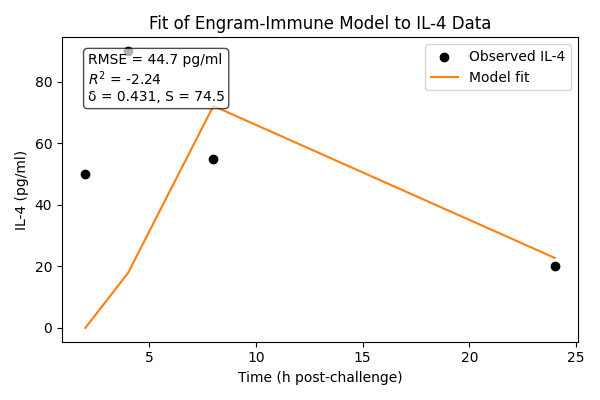 Fit of Engram-Immune Model to IL-4 Data
RMSE = 44.7 pg/ml
R² = -2.24
δ = 0.431, S = 74.5
Observed IL-4
Model fit
IL-4 (pg/ml)
80
60
40
20
0
5
10
15
20
25
Time (h post-challenge)